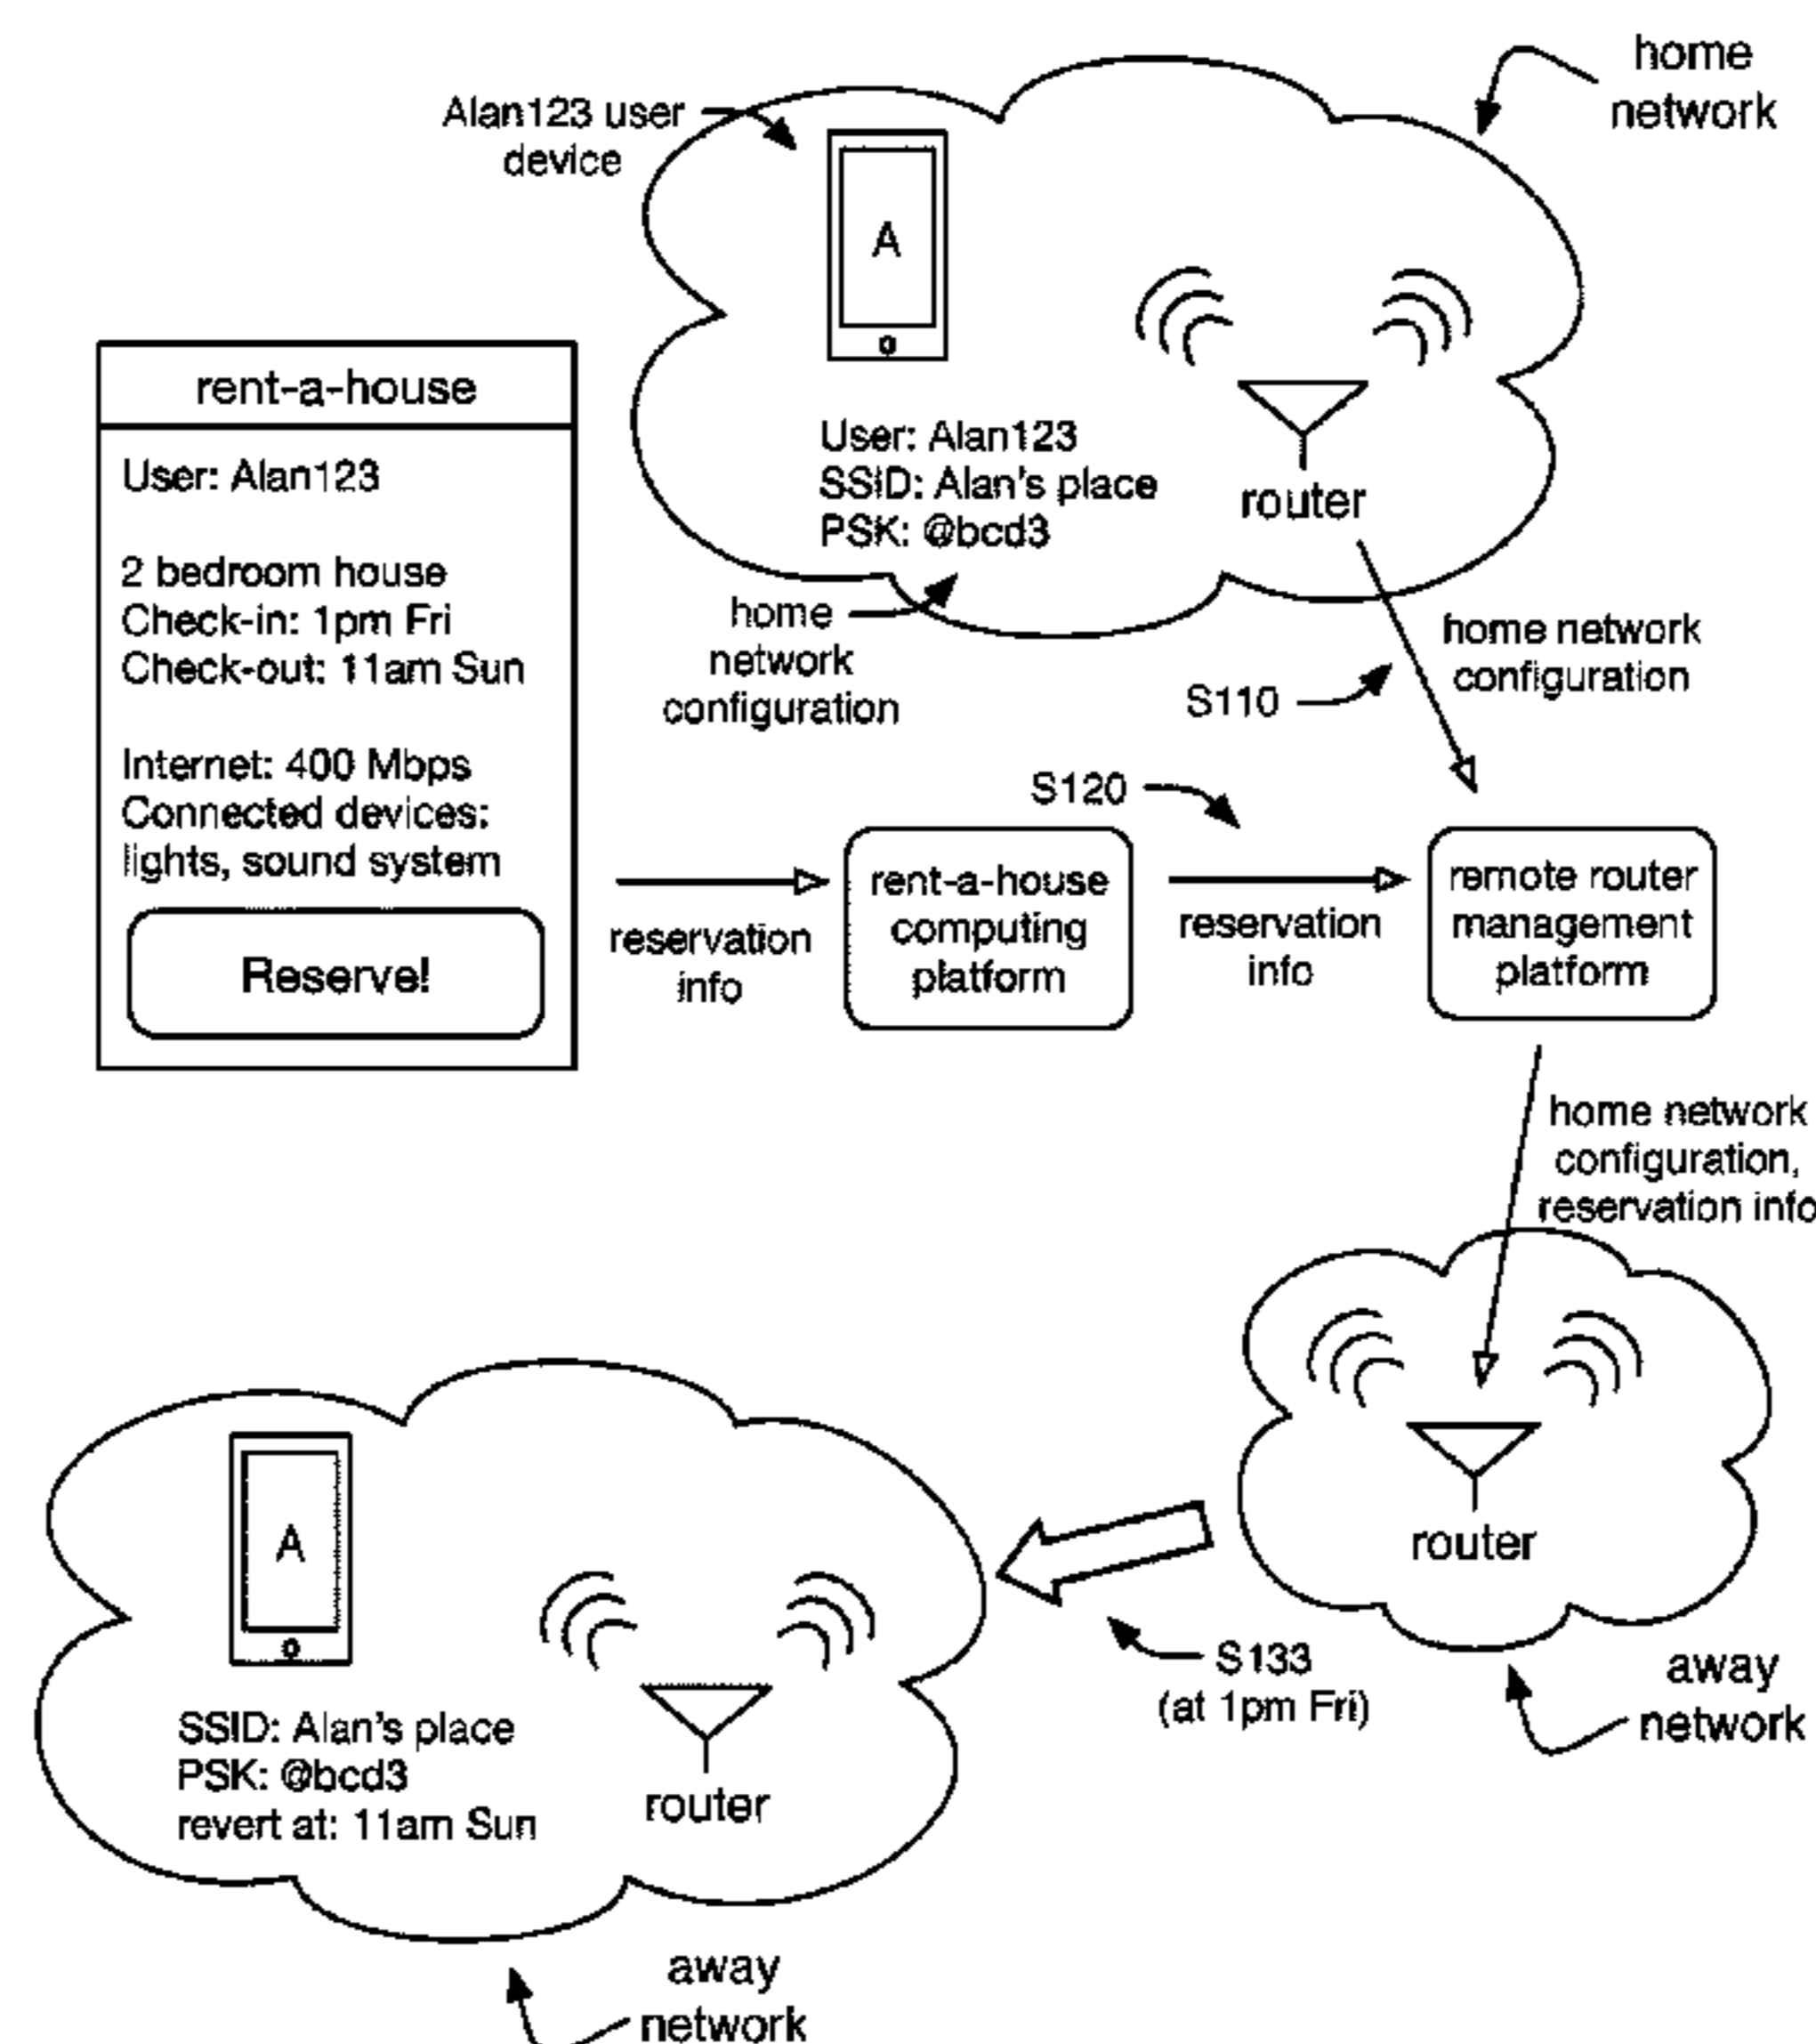 home
network
Alan123 user
device
A
User: Alan123
SSID: Alan's place
PSK: @bcd3
router
home
network
configuration
home network
configuration
S110
rent-a-house
User: Alan123
2 bedroom house
Check-in: 1pm Fri
Check-out: 11am Sun
Internet: 400 Mbps
Connected devices:
lights, sound system
Reserve!
reservation
info
rent-a-house
computing
platform
S120
reservation
info
remote router
management
platform
home network
configuration,
reservation info
router
away
network
S133
(at 1pm Fri)
A
SSID: Alan's place
PSK: @bcd3
revert at: 11am Sun
router
away
network